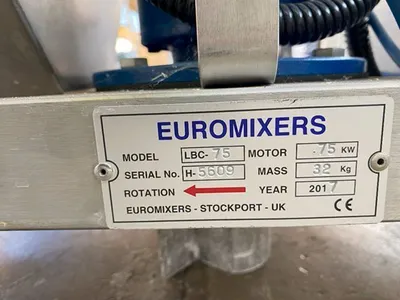 EUROMIXERS
MODEL LBC-75 MOTOR .75 KW
SERIAL No. H-5609 MASS 32 Kg
ROTATION YEAR 2017
EUROMIXERS - STOCKPORT - UK CE